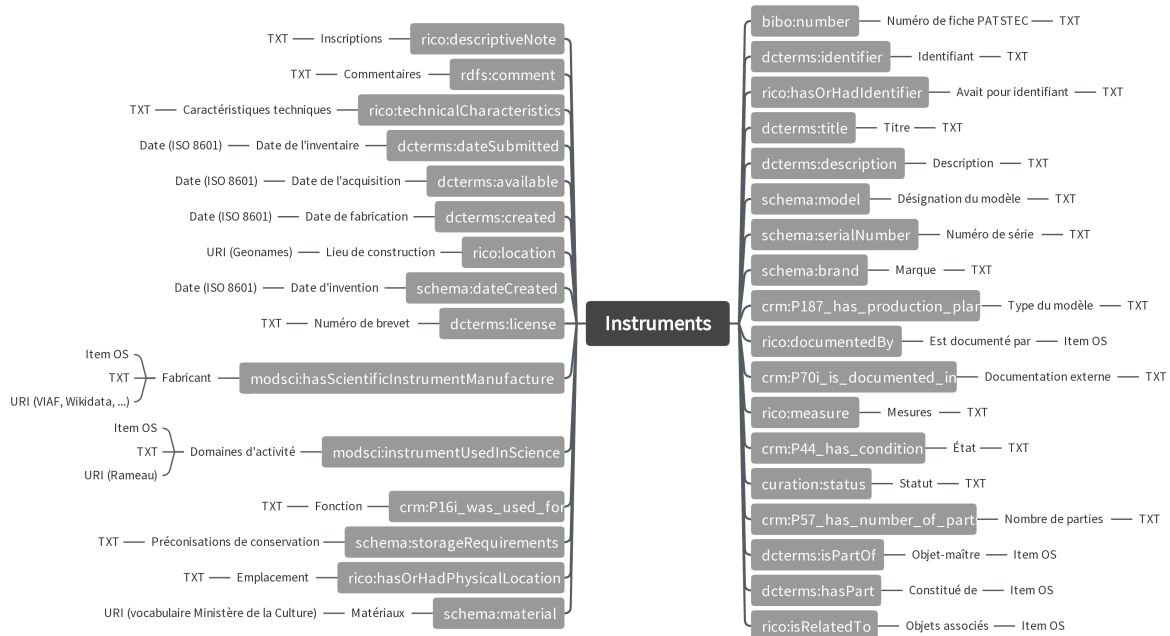 Instruments
rico:descriptiveNote Inscriptions TXT
rdfs:comment Commentaires TXT
rico:technicalCharacteristics Caractéristiques techniques TXT
dcterms:dateSubmitted Date de l'inventaire Date (ISO 8601)
dcterms:available Date de l'acquisition Date (ISO 8601)
dcterms:created Date de fabrication Date (ISO 8601)
rico:location Lieu de construction URI (Geonames)
schema:dateCreated Date d'invention Date (ISO 8601)
dcterms:license Numéro de brevet TXT
modsci:hasScientificInstrumentManufacture Fabricant
Item OS
TXT
URI (VIAF, Wikidata, ...)
modsci:instrumentUsedInScience Domaines d'activité
Item OS
TXT
URI (Rameau)
crm:P16i_was_used_for Fonction TXT
schema:storageRequirements Préconisations de conservation TXT
rico:hasOrHadPhysicalLocation Emplacement TXT
schema:material Matériaux URI (vocabulaire Ministère de la Culture)
bibo:number Numéro de fiche PATSTEC TXT
dcterms:identifier Identifiant TXT
rico:hasOrHadIdentifier Avait pour identifiant TXT
dcterms:title Titre TXT
dcterms:description Description TXT
schema:model Désignation du modèle TXT
schema:serialNumber Numéro de série TXT
schema:brand Marque TXT
crm:P187_has_production_plan Type du modèle TXT
rico:documentedBy Est documenté par Item OS
crm:P70i_is_documented_in Documentation externe TXT
rico:measure Mesures TXT
crm:P44_has_condition État TXT
curation:status Statut TXT
crm:P57_has_number_of_part Nombre de parties TXT
dcterms:isPartOf Objet-maître Item OS
dcterms:hasPart Constitué de Item OS
rico:isRelatedTo Objets associés Item OS